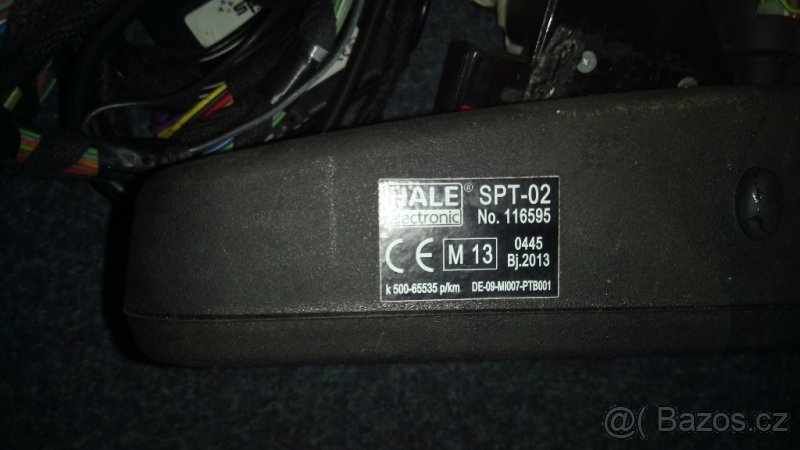 HALE® SPT-02
electronic No. 116595
CE M 13 0445
Bj.2013
k 500-65535 p/km DE-09-MI007-PTB001
@ Bazos.cz